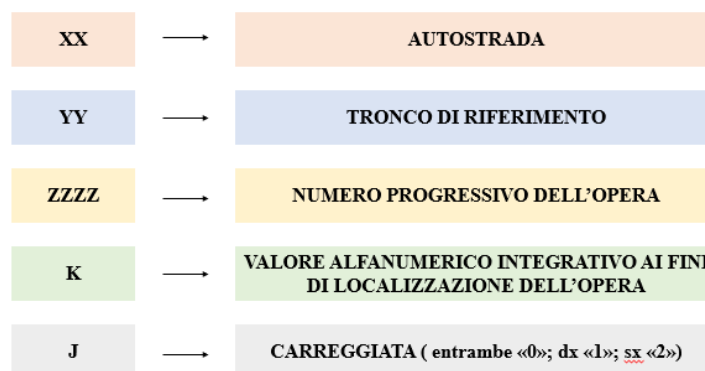 XX AUTOSTRADA
YY TRONCO DI RIFERIMENTO
ZZZZ NUMERO PROGRESSIVO DELL’OPERA
K VALORE ALFANUMERICO INTEGRATIVO AI FINI
DI LOCALIZZAZIONE DELL’OPERA
J CARREGGIATA ( entrambe «0»; dx «1»; sx «2»)